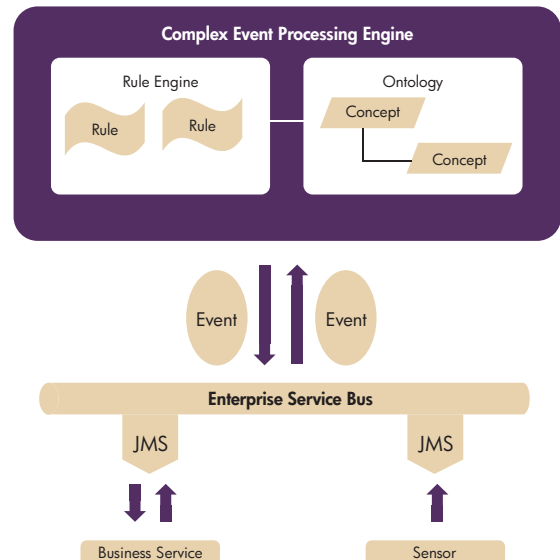 Complex Event Processing Engine
Rule Engine
Rule
Rule
Ontology
Concept
Concept
Event
Event
Enterprise Service Bus
JMS
JMS
Business Service
Sensor